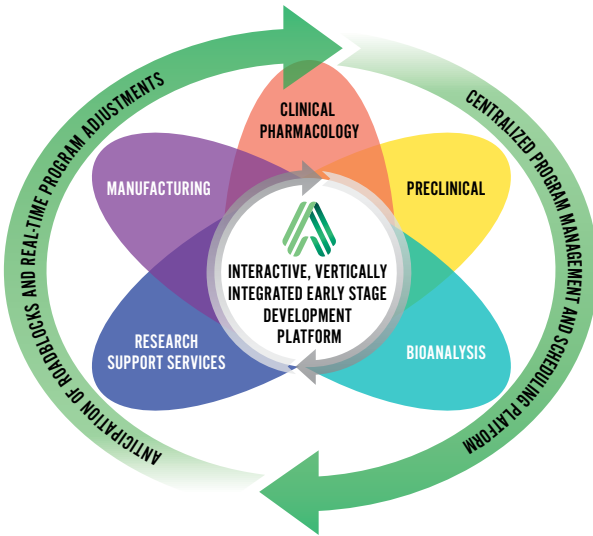 ANTICIPATION OF ROADBLOCKS AND REAL-TIME PROGRAM ADJUSTMENTS
CENTRALIZED PROGRAM MANAGEMENT AND SCHEDULING PLATFORM
CLINICAL
PHARMACOLOGY
MANUFACTURING
PRECLINICAL
INTERACTIVE, VERTICALLY
INTEGRATED EARLY STAGE
DEVELOPMENT
PLATFORM
RESEARCH
SUPPORT SERVICES
BIOANALYSIS